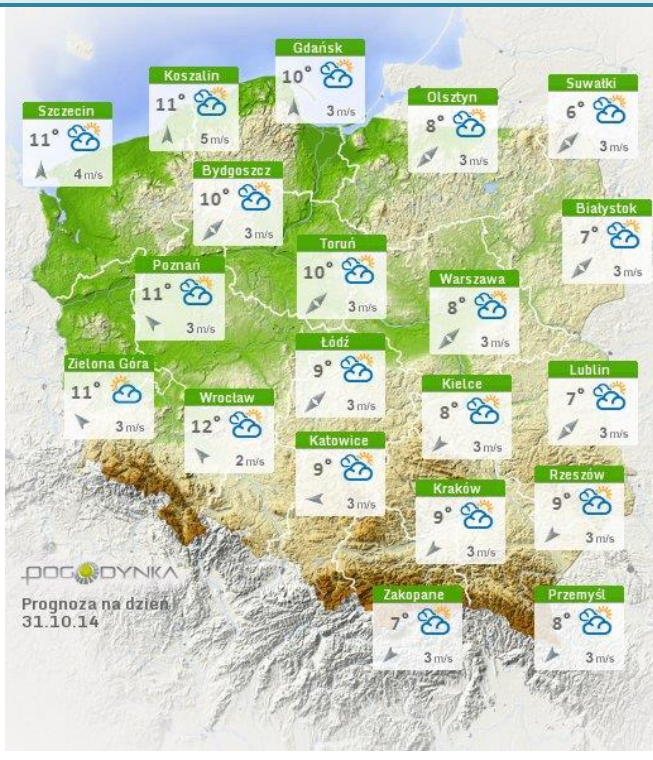 Gdańsk
10°
3 m/s
Koszalin
11°
5 m/s
Szczecin
11°
4 m/s
Olsztyn
8°
3 m/s
Suwałki
6°
3 m/s
Bydgoszcz
10°
3 m/s
Białystok
7°
3 m/s
Toruń
10°
3 m/s
Poznań
11°
3 m/s
Warszawa
8°
3 m/s
Łódź
9°
3 m/s
Zielona Góra
11°
3 m/s
Wrocław
12°
2 m/s
Kielce
8°
3 m/s
Lublin
7°
3 m/s
Katowice
9°
3 m/s
Kraków
9°
3 m/s
Rzeszów
9°
3 m/s
Zakopane
7°
3 m/s
Przemyśl
8°
3 m/s
POGODYNKA
Prognoza na dzień
31.10.14